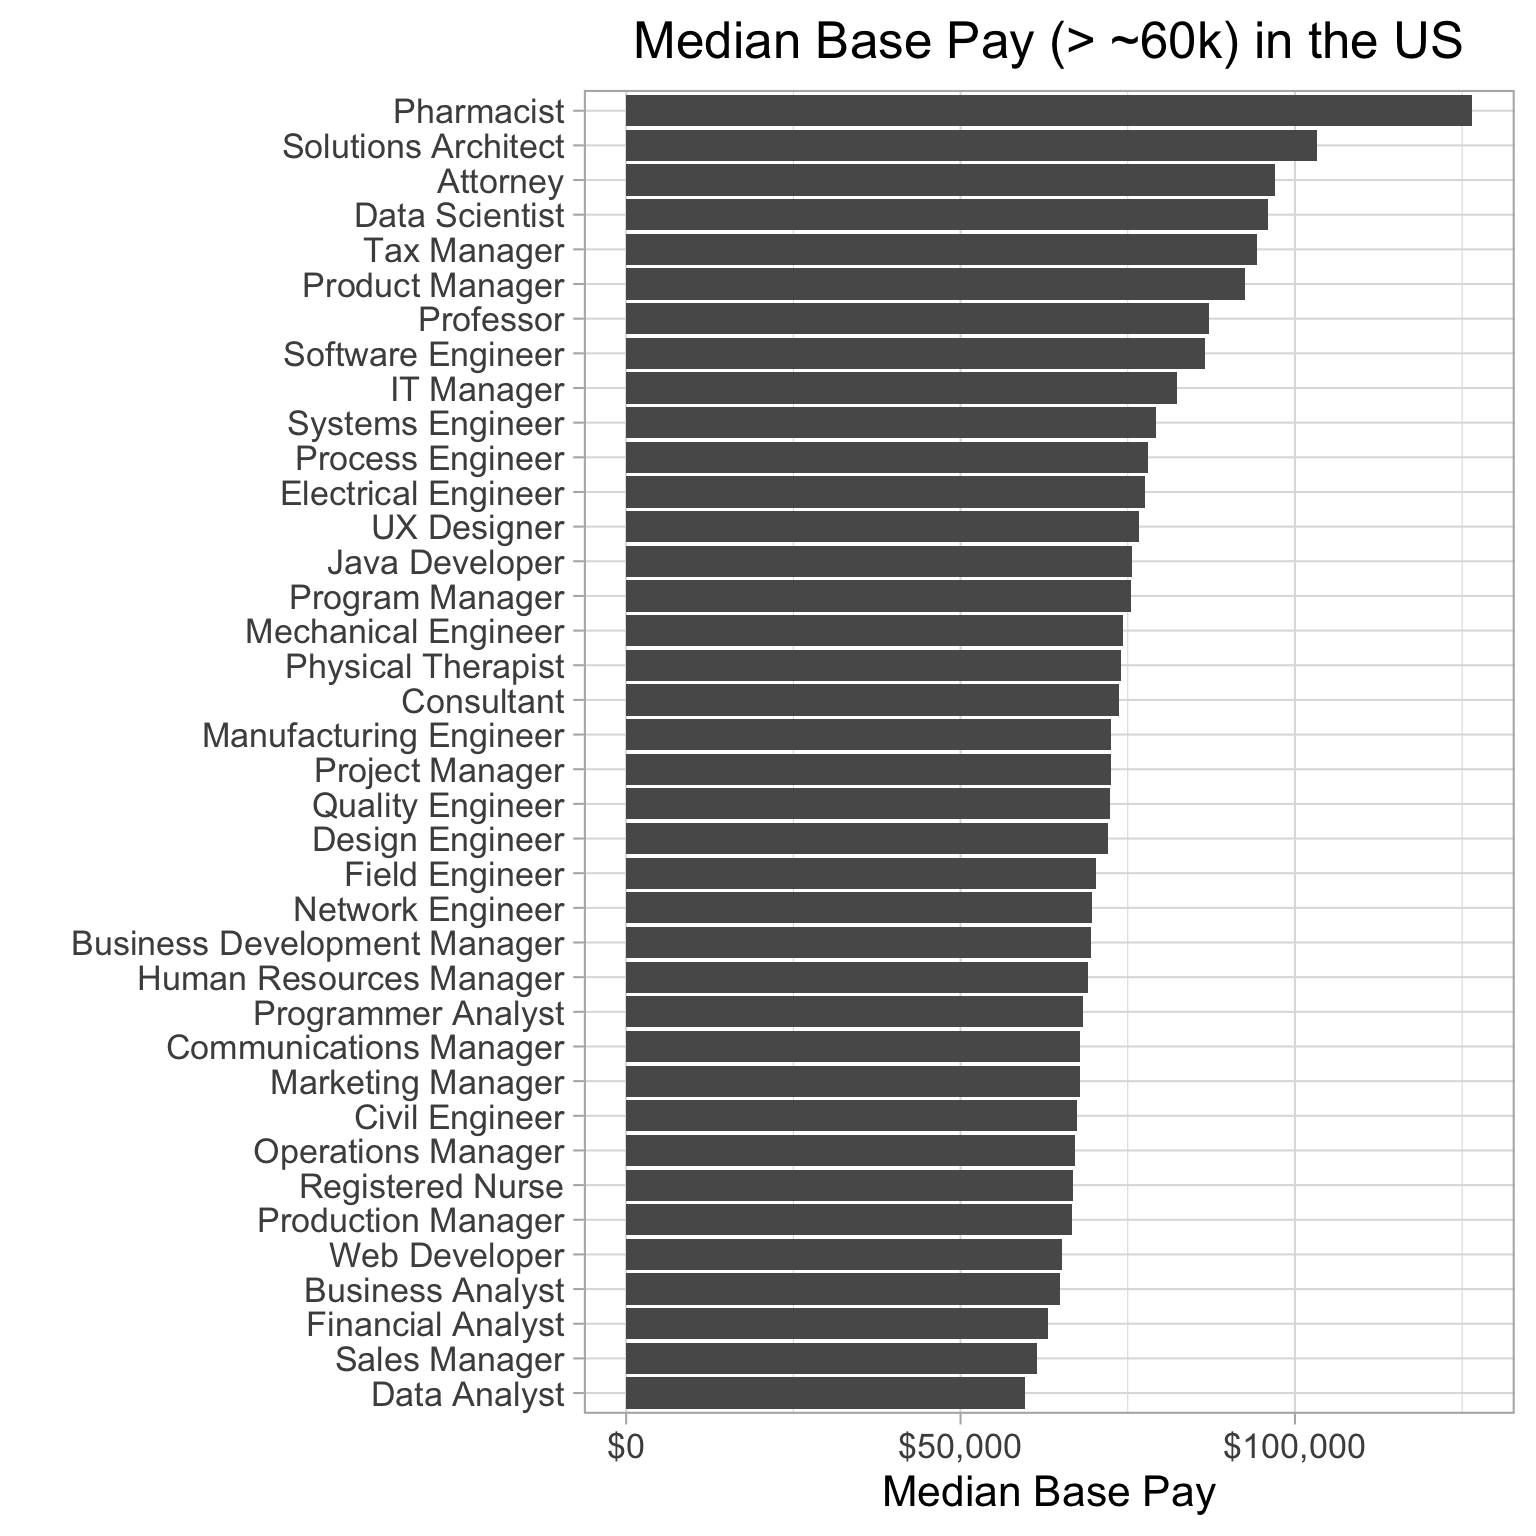 Median Base Pay (> ~60k) in the US
Pharmacist
Solutions Architect
Attorney
Data Scientist
Tax Manager
Product Manager
Professor
Software Engineer
IT Manager
Systems Engineer
Process Engineer
Electrical Engineer
UX Designer
Java Developer
Program Manager
Mechanical Engineer
Physical Therapist
Consultant
Manufacturing Engineer
Project Manager
Quality Engineer
Design Engineer
Field Engineer
Network Engineer
Business Development Manager
Human Resources Manager
Programmer Analyst
Communications Manager
Marketing Manager
Civil Engineer
Operations Manager
Registered Nurse
Production Manager
Web Developer
Business Analyst
Financial Analyst
Sales Manager
Data Analyst
$0 $50,000 $100,000
Median Base Pay